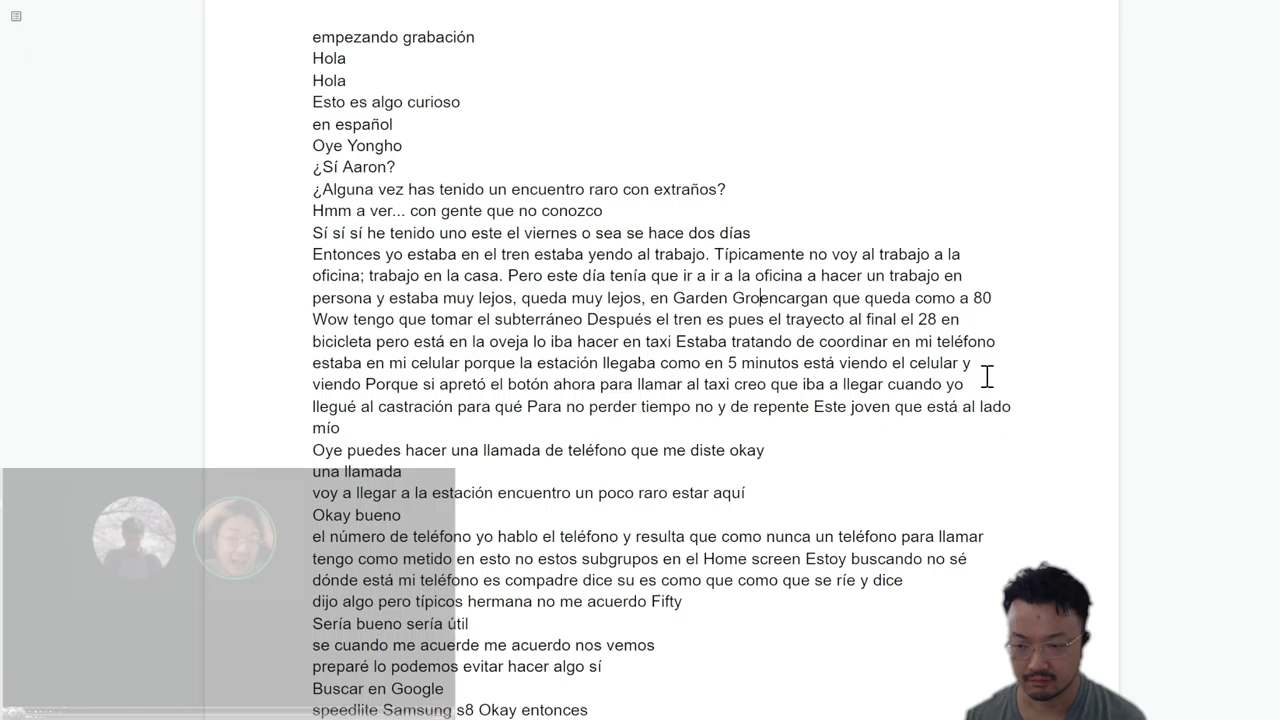 empezando grabación
Hola
Hola
Esto es algo curioso
en español
Oye Yongho
¿Sí Aaron?
¿Alguna vez has tenido un encuentro raro con extraños?
Hmm a ver... con gente que no conozco
Sí sí sí he tenido uno este el viernes o sea se hace dos días
Entonces yo estaba en el tren estaba yendo al trabajo. Típicamente no voy al trabajo a la
oficina; trabajo en la casa. Pero este día tenía que ir a ir a la oficina a hacer un trabajo en
persona y estaba muy lejos, queda muy lejos, en Garden Groencargan que queda como a 80
Wow tengo que tomar el subterráneo Después el tren es pues el trayecto al final el 28 en
bicicleta pero está en la oveja lo iba hacer en taxi Estaba tratando de coordinar en mi teléfono
estaba en mi celular porque la estación llegaba como en 5 minutos está viendo el celular y
viendo Porque si apretó el botón ahora para llamar al taxi creo que iba a llegar cuando yo
llegué al castración para qué Para no perder tiempo no y de repente Este joven que está al lado
mío
Oye puedes hacer una llamada de teléfono que me diste okay
una llamada
voy a llegar a la estación encuentro un poco raro estar aquí
Okay bueno
el número de teléfono yo hablo el teléfono y resulta que como nunca un teléfono para llamar
tengo como metido en esto no estos subgrupos en el Home screen Estoy buscando no sé
dónde está mi teléfono es compadre dice su es como que como que se ríe y dice
dijo algo pero típicos hermana no me acuerdo Fifty
Sería bueno sería útil
se cuando me acuerde me acuerdo nos vemos
preparé lo podemos evitar hacer algo sí
Buscar en Google
speedlite Samsung s8 Okay entonces